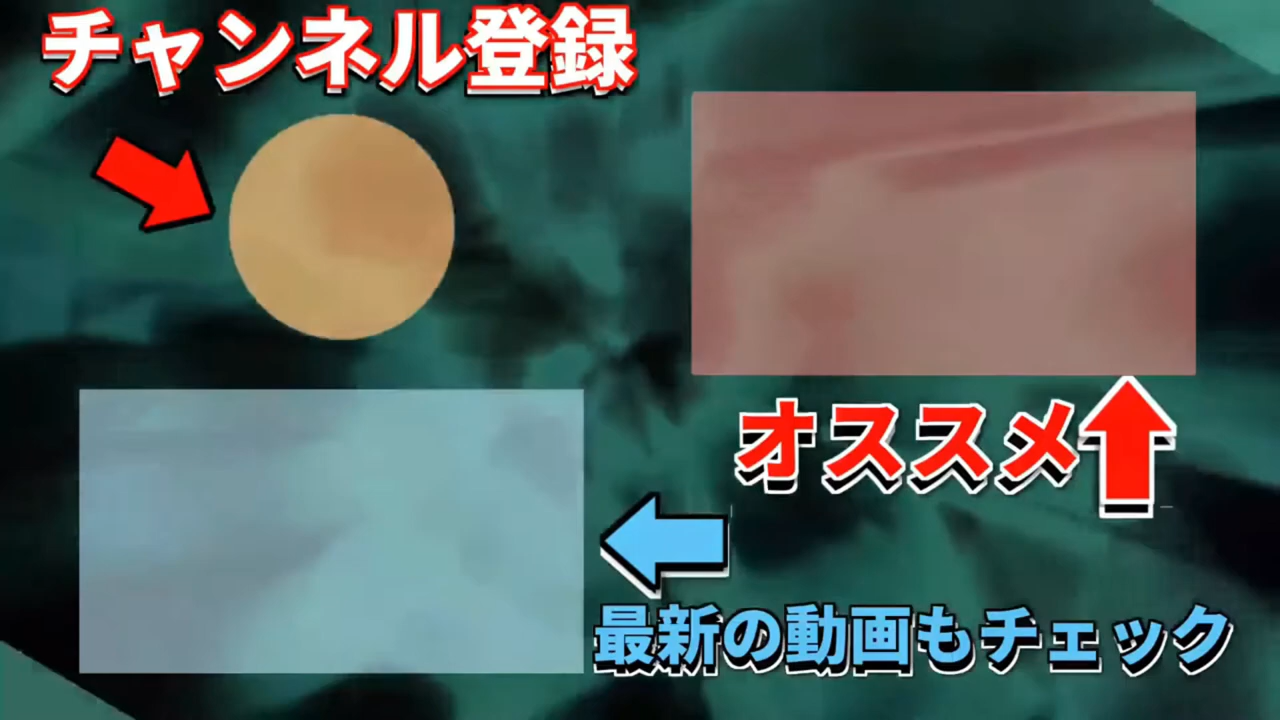 チャンネル登録
オススメ
最新の動画もチェック